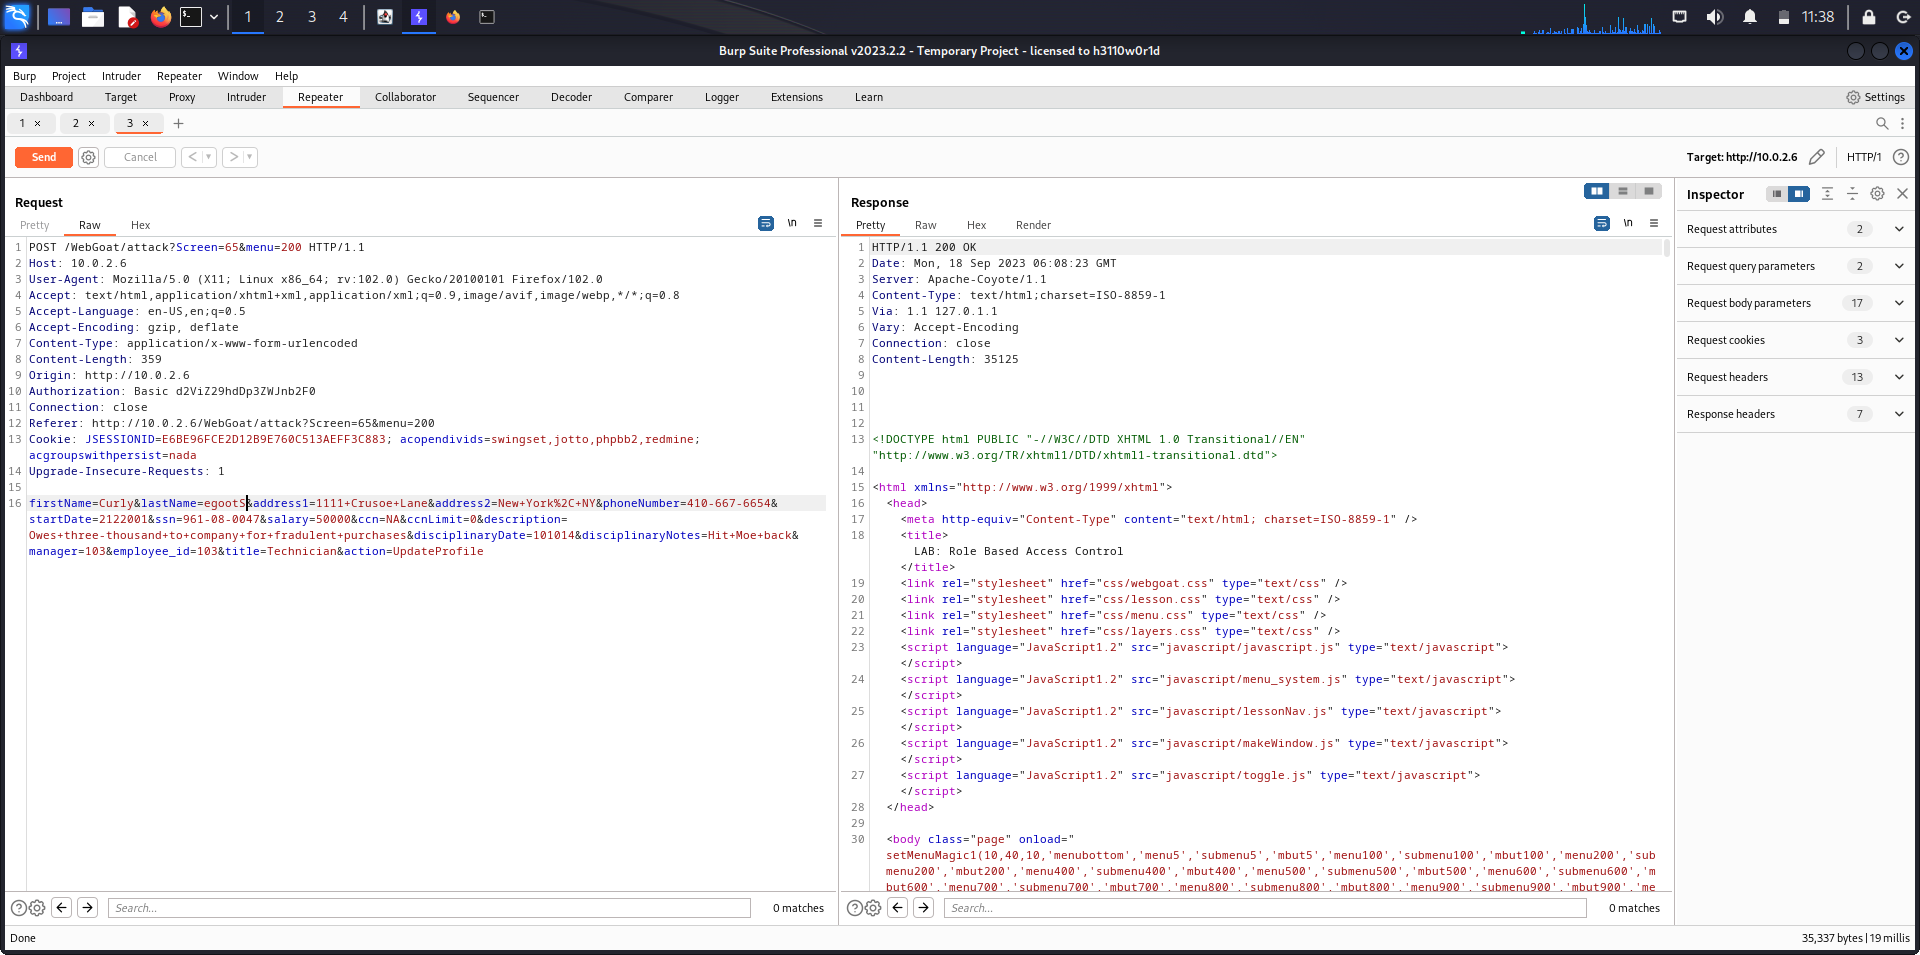 1 2 3 4 11:38
Burp Suite Professional v2023.2.2 - Temporary Project - licensed to h3110w0r1d
Burp Project Intruder Repeater Window Help
Dashboard Target Proxy Intruder Repeater Collaborator Sequencer Decoder Comparer Logger Extensions Learn Settings
1 × 2 × 3 × +
Send Cancel < > Target: http://10.0.2.6 HTTP/1 ?
Request
Pretty Raw Hex \n
1 POST /WebGoat/attack?Screen=65&menu=200 HTTP/1.1
2 Host: 10.0.2.6
3 User-Agent: Mozilla/5.0 (X11; Linux x86_64; rv:102.0) Gecko/20100101 Firefox/102.0
4 Accept: text/html,application/xhtml+xml,application/xml;q=0.9,image/avif,image/webp,*/*;q=0.8
5 Accept-Language: en-US,en;q=0.5
6 Accept-Encoding: gzip, deflate
7 Content-Type: application/x-www-form-urlencoded
8 Content-Length: 359
9 Origin: http://10.0.2.6
10 Authorization: Basic d2ViZ29hdDp3ZWJnb2F0
11 Connection: close
12 Referer: http://10.0.2.6/WebGoat/attack?Screen=65&menu=200
13 Cookie: JSESSIONID=E6BE96FCE2D12B9E760C513AEFF3C883; acopendivids=swingset,jotto,phpbb2,redmine;
acgroupswithpersist=nada
14 Upgrade-Insecure-Requests: 1
15
16 firstName=Curly&lastName=egootS&address1=1111+Crusoe+Lane&address2=New+York%2C+NY&phoneNumber=410-667-6654&
startDate=2122001&ssn=961-08-0047&salary=50000&ccn=NA&ccnLimit=0&description=
Owes+three-thousand+to+company+for+fradulent+purchases&disciplinaryDate=101014&disciplinaryNotes=Hit+Moe+back&
manager=103&employee_id=103&title=Technician&action=UpdateProfile
Search... 0 matches
Response
Pretty Raw Hex Render \n
1 HTTP/1.1 200 OK
2 Date: Mon, 18 Sep 2023 06:08:23 GMT
3 Server: Apache-Coyote/1.1
4 Content-Type: text/html;charset=ISO-8859-1
5 Via: 1.1 127.0.1.1
6 Vary: Accept-Encoding
7 Connection: close
8 Content-Length: 35125
9
10
11
12
13 <!DOCTYPE html PUBLIC "-//W3C//DTD XHTML 1.0 Transitional//EN"
"http://www.w3.org/TR/xhtml1/DTD/xhtml1-transitional.dtd">
14
15 <html xmlns="http://www.w3.org/1999/xhtml">
16 <head>
17 <meta http-equiv="Content-Type" content="text/html; charset=ISO-8859-1" />
18 <title>
LAB: Role Based Access Control
</title>
19 <link rel="stylesheet" href="css/webgoat.css" type="text/css" />
20 <link rel="stylesheet" href="css/lesson.css" type="text/css" />
21 <link rel="stylesheet" href="css/menu.css" type="text/css" />
22 <link rel="stylesheet" href="css/layers.css" type="text/css" />
23 <script language="JavaScript1.2" src="javascript/javascript.js" type="text/javascript">
</script>
24 <script language="JavaScript1.2" src="javascript/menu_system.js" type="text/javascript">
</script>
25 <script language="JavaScript1.2" src="javascript/lessonNav.js" type="text/javascript">
</script>
26 <script language="JavaScript1.2" src="javascript/makeWindow.js" type="text/javascript">
</script>
27 <script language="JavaScript1.2" src="javascript/toggle.js" type="text/javascript">
</script>
28 </head>
29
30 <body class="page" onload="
setMenuMagic1(10,40,10,'menubottom','menu5','submenu5','mbut5','menu100','submenu100','mbut100','menu200','sub
menu200','mbut200','menu400','submenu400','mbut400','menu500','submenu500','mbut500','menu600','submenu600','m
but600','menu700','submenu700','mbut700','menu800','submenu800','mbut800','menu900','submenu900','mbut900','me
Search... 0 matches
Inspector
Request attributes 2
Request query parameters 2
Request body parameters 17
Request cookies 3
Request headers 13
Response headers 7
Done 35,337 bytes | 19 millis